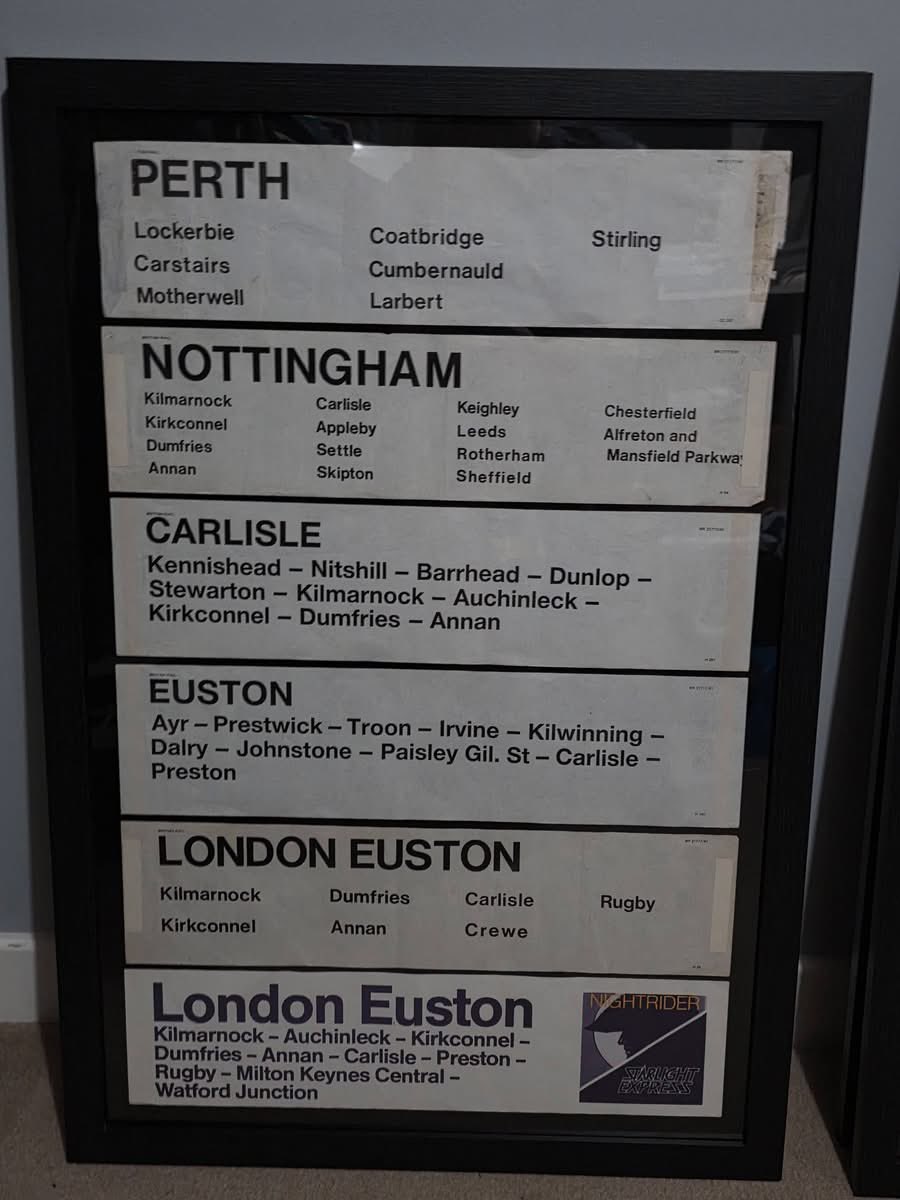 PERTH
Lockerbie Coatbridge Stirling
Carstairs Cumbernauld
Motherwell Larbert
NOTTINGHAM
Kilmarnock Carlisle Keighley Chesterfield
Kirkconnel Appleby Leeds Alfreton and
Dumfries Settle Rotherham Mansfield Parkway
Annan Skipton Sheffield
CARLISLE
Kennishead – Nitshill – Barrhead – Dunlop –
Stewarton – Kilmarnock – Auchinleck –
Kirkconnel – Dumfries – Annan
EUSTON
Ayr – Prestwick – Troon – Irvine – Kilwinning –
Dalry – Johnstone – Paisley Gil. St – Carlisle –
Preston
LONDON EUSTON
Kilmarnock Dumfries Carlisle Rugby
Kirkconnel Annan Crewe
London Euston
Kilmarnock – Auchinleck – Kirkconnel –
Dumfries – Annan – Carlisle – Preston –
Rugby – Milton Keynes Central –
Watford Junction
NIGHTRIDER
STARLIGHT
EXPRESS